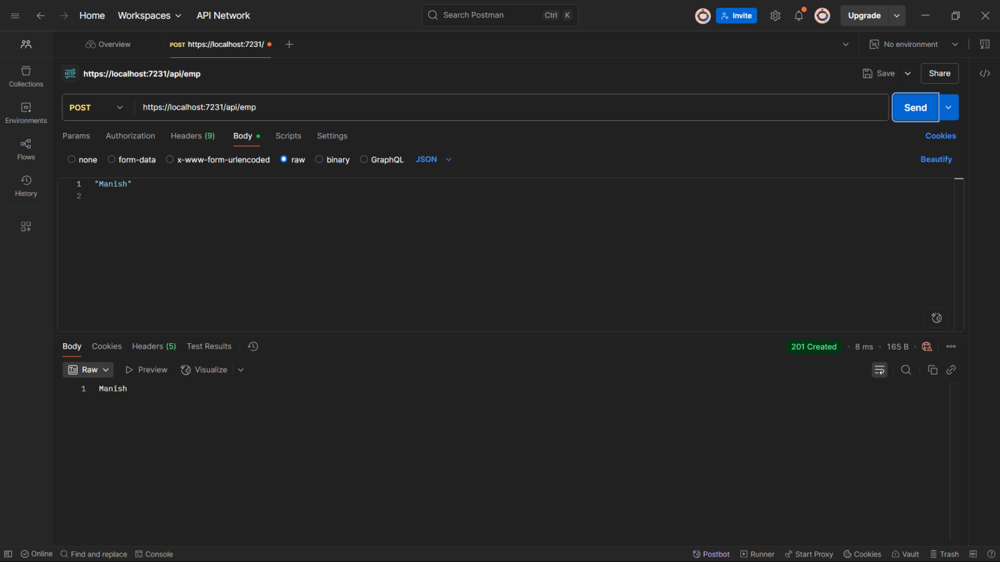 Home Workspaces API Network Search Postman Ctrl K Invite Upgrade
Overview POST https://localhost:7231/ No environment
HTTP https://localhost:7231/api/emp Save Share
Collections
POST https://localhost:7231/api/emp Send
Environments
Params Authorization Headers (9) Body Scripts Settings Cookies
Flows
none form-data x-www-form-urlencoded raw binary GraphQL JSON Beautify
History
1 "Manish"
2
Body Cookies Headers (5) Test Results 201 Created 8 ms 165 B
Raw Preview Visualize
1 Manish
Online Find and replace Console Postbot Runner Start Proxy Cookies Vault Trash